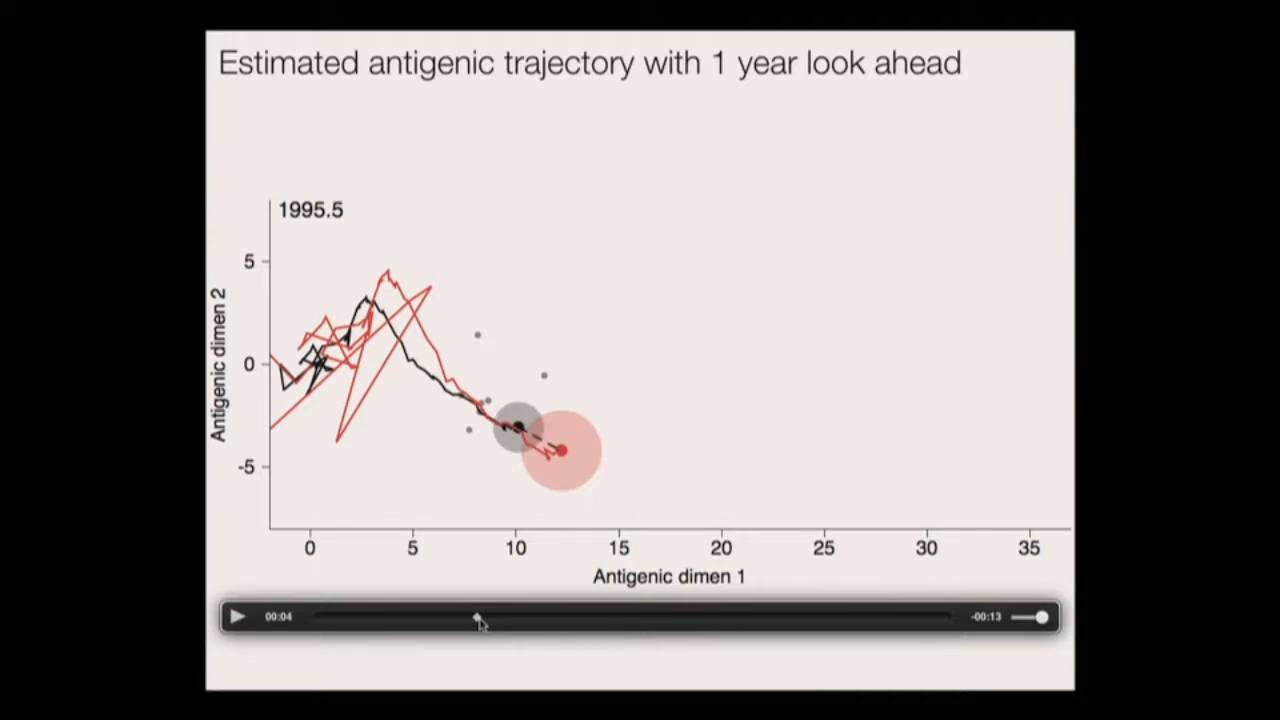 Estimated antigenic trajectory with 1 year look ahead
1995.5
5
0
-5
Antigenic dimen 2
0 5 10 15 20 25 30 35
Antigenic dimen 1
00:04 -00:13